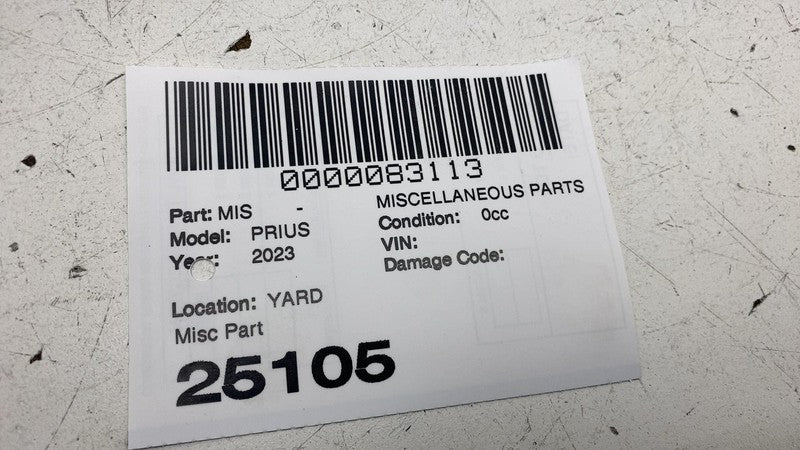 0000083113
Part: MIS - MISCELLANEOUS PARTS
Model: PRIUS Condition: 0cc
Year: 2023 VIN:
Damage Code:
Location: YARD
Misc Part
25105